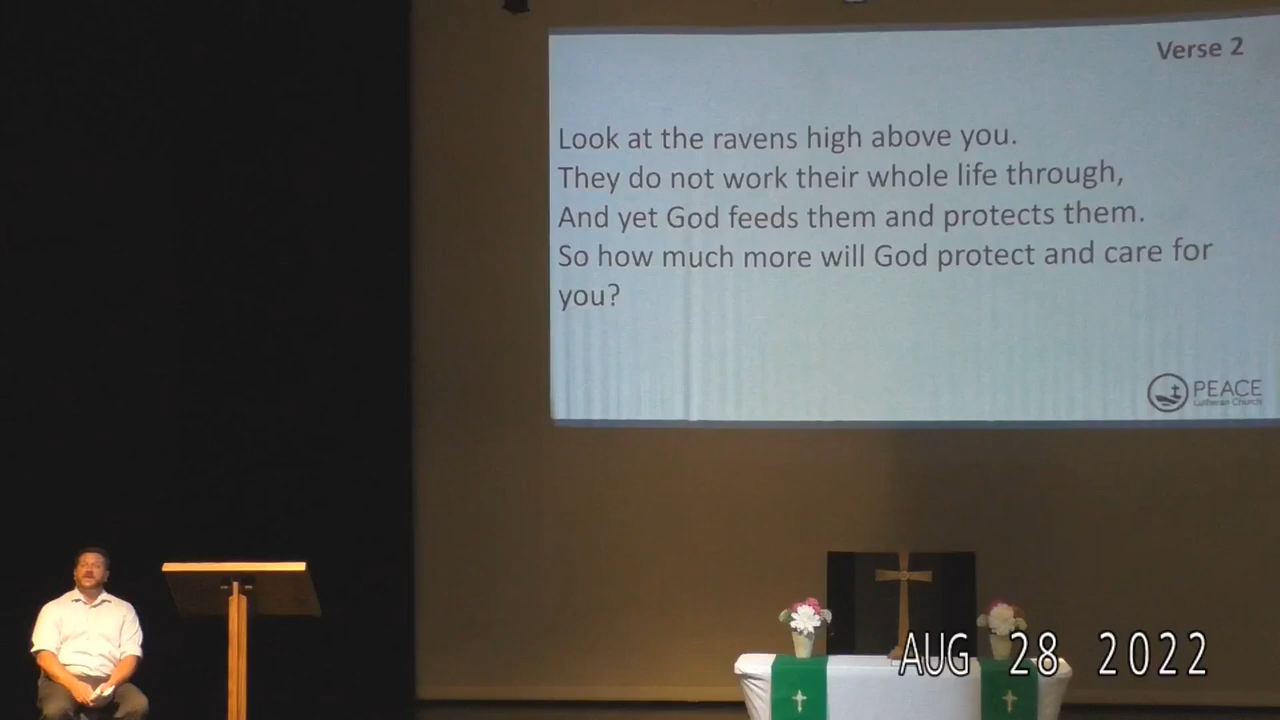 Verse 2
Look at the ravens high above you.
They do not work their whole life through,
And yet God feeds them and protects them.
So how much more will God protect and care for
you?
PEACE
Lutheran Church
AUG 28 2022